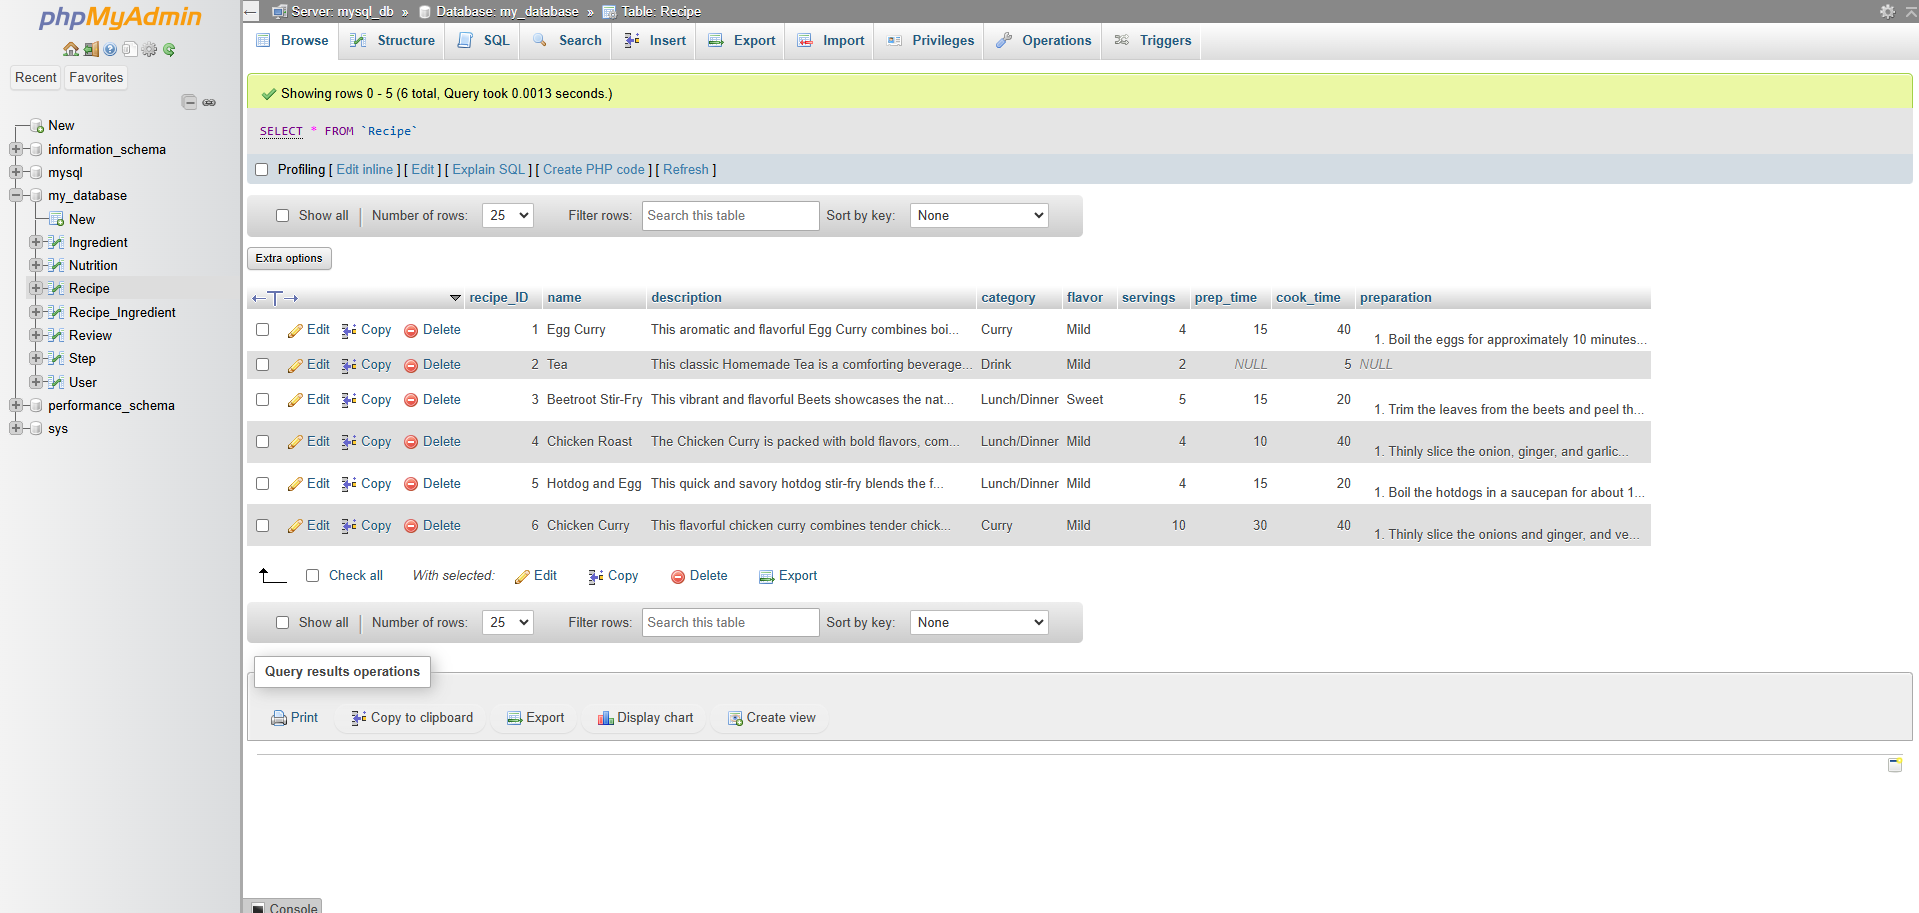 phpMyAdmin
Recent Favorites
New
information_schema
mysql
my_database
New
Ingredient
Nutrition
Recipe
Recipe_Ingredient
Review
Step
User
performance_schema
sys
Server: mysql_db » Database: my_database » Table: Recipe
Browse Structure SQL Search Insert Export Import Privileges Operations Triggers
Showing rows 0 - 5 (6 total, Query took 0.0013 seconds.)
SELECT * FROM `Recipe`
Profiling [ Edit inline ] [ Edit ] [ Explain SQL ] [ Create PHP code ] [ Refresh ]
Show all | Number of rows: 25 Filter rows: Search this table Sort by key: None
Extra options
←T→ recipe_ID name description category flavor servings prep_time cook_time preparation
Edit Copy Delete 1 Egg Curry This aromatic and flavorful Egg Curry combines boi... Curry Mild 4 15 40 1. Boil the eggs for approximately 10 minutes...
Edit Copy Delete 2 Tea This classic Homemade Tea is a comforting beverage... Drink Mild 2 NULL 5 NULL
Edit Copy Delete 3 Beetroot Stir-Fry This vibrant and flavorful Beets showcases the nat... Lunch/Dinner Sweet 5 15 20 1. Trim the leaves from the beets and peel th...
Edit Copy Delete 4 Chicken Roast The Chicken Curry is packed with bold flavors, com... Lunch/Dinner Mild 4 10 40 1. Thinly slice the onion, ginger, and garlic...
Edit Copy Delete 5 Hotdog and Egg This quick and savory hotdog stir-fry blends the f... Lunch/Dinner Mild 4 15 20 1. Boil the hotdogs in a saucepan for about 1...
Edit Copy Delete 6 Chicken Curry This flavorful chicken curry combines tender chick... Curry Mild 10 30 40 1. Thinly slice the onions and ginger, and ve...
Check all With selected: Edit Copy Delete Export
Show all | Number of rows: 25 Filter rows: Search this table Sort by key: None
Query results operations
Print Copy to clipboard Export Display chart Create view
Console